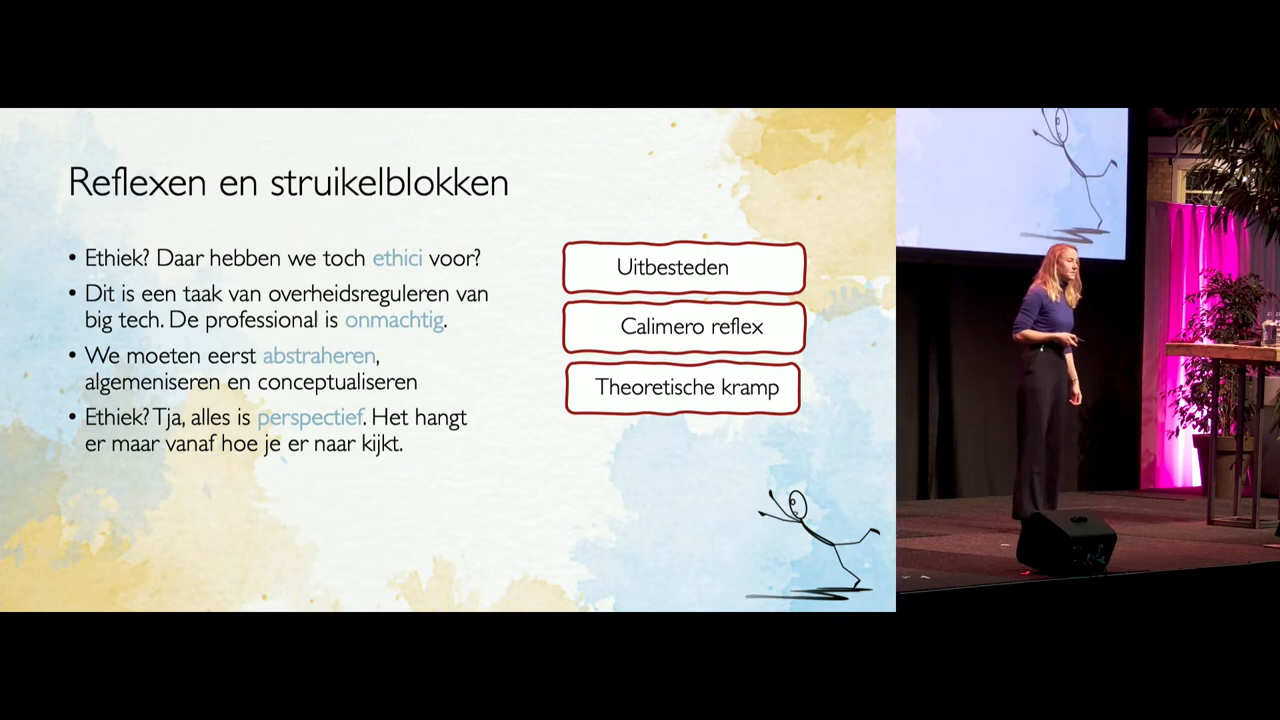 Reflexen en struikelblokken
• Ethiek? Daar hebben we toch ethici voor?
• Dit is een taak van overheidsreguleren van
big tech. De professional is onmachtig.
• We moeten eerst abstraheren,
algemeniseren en conceptualiseren
• Ethiek? Tja, alles is perspectief. Het hangt
er maar vanaf hoe je er naar kijkt.
Uitbesteden
Calimero reflex
Theoretische kramp